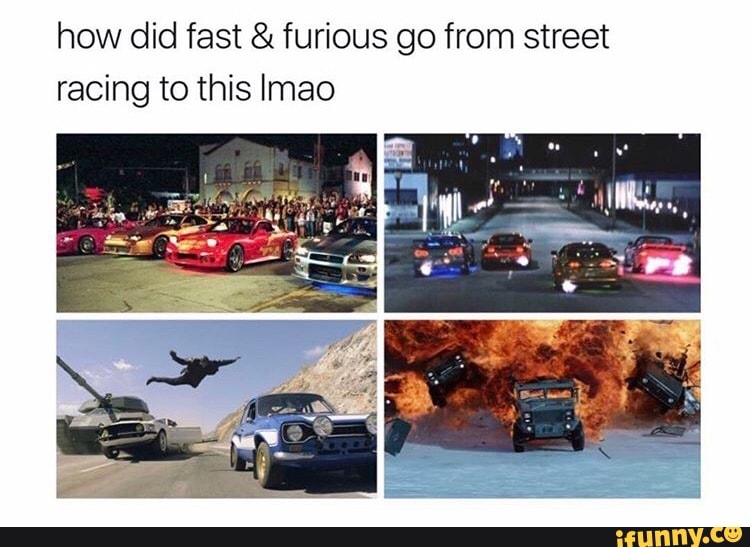 how did fast & furious go from street
racing to this lmao
ifunny.co